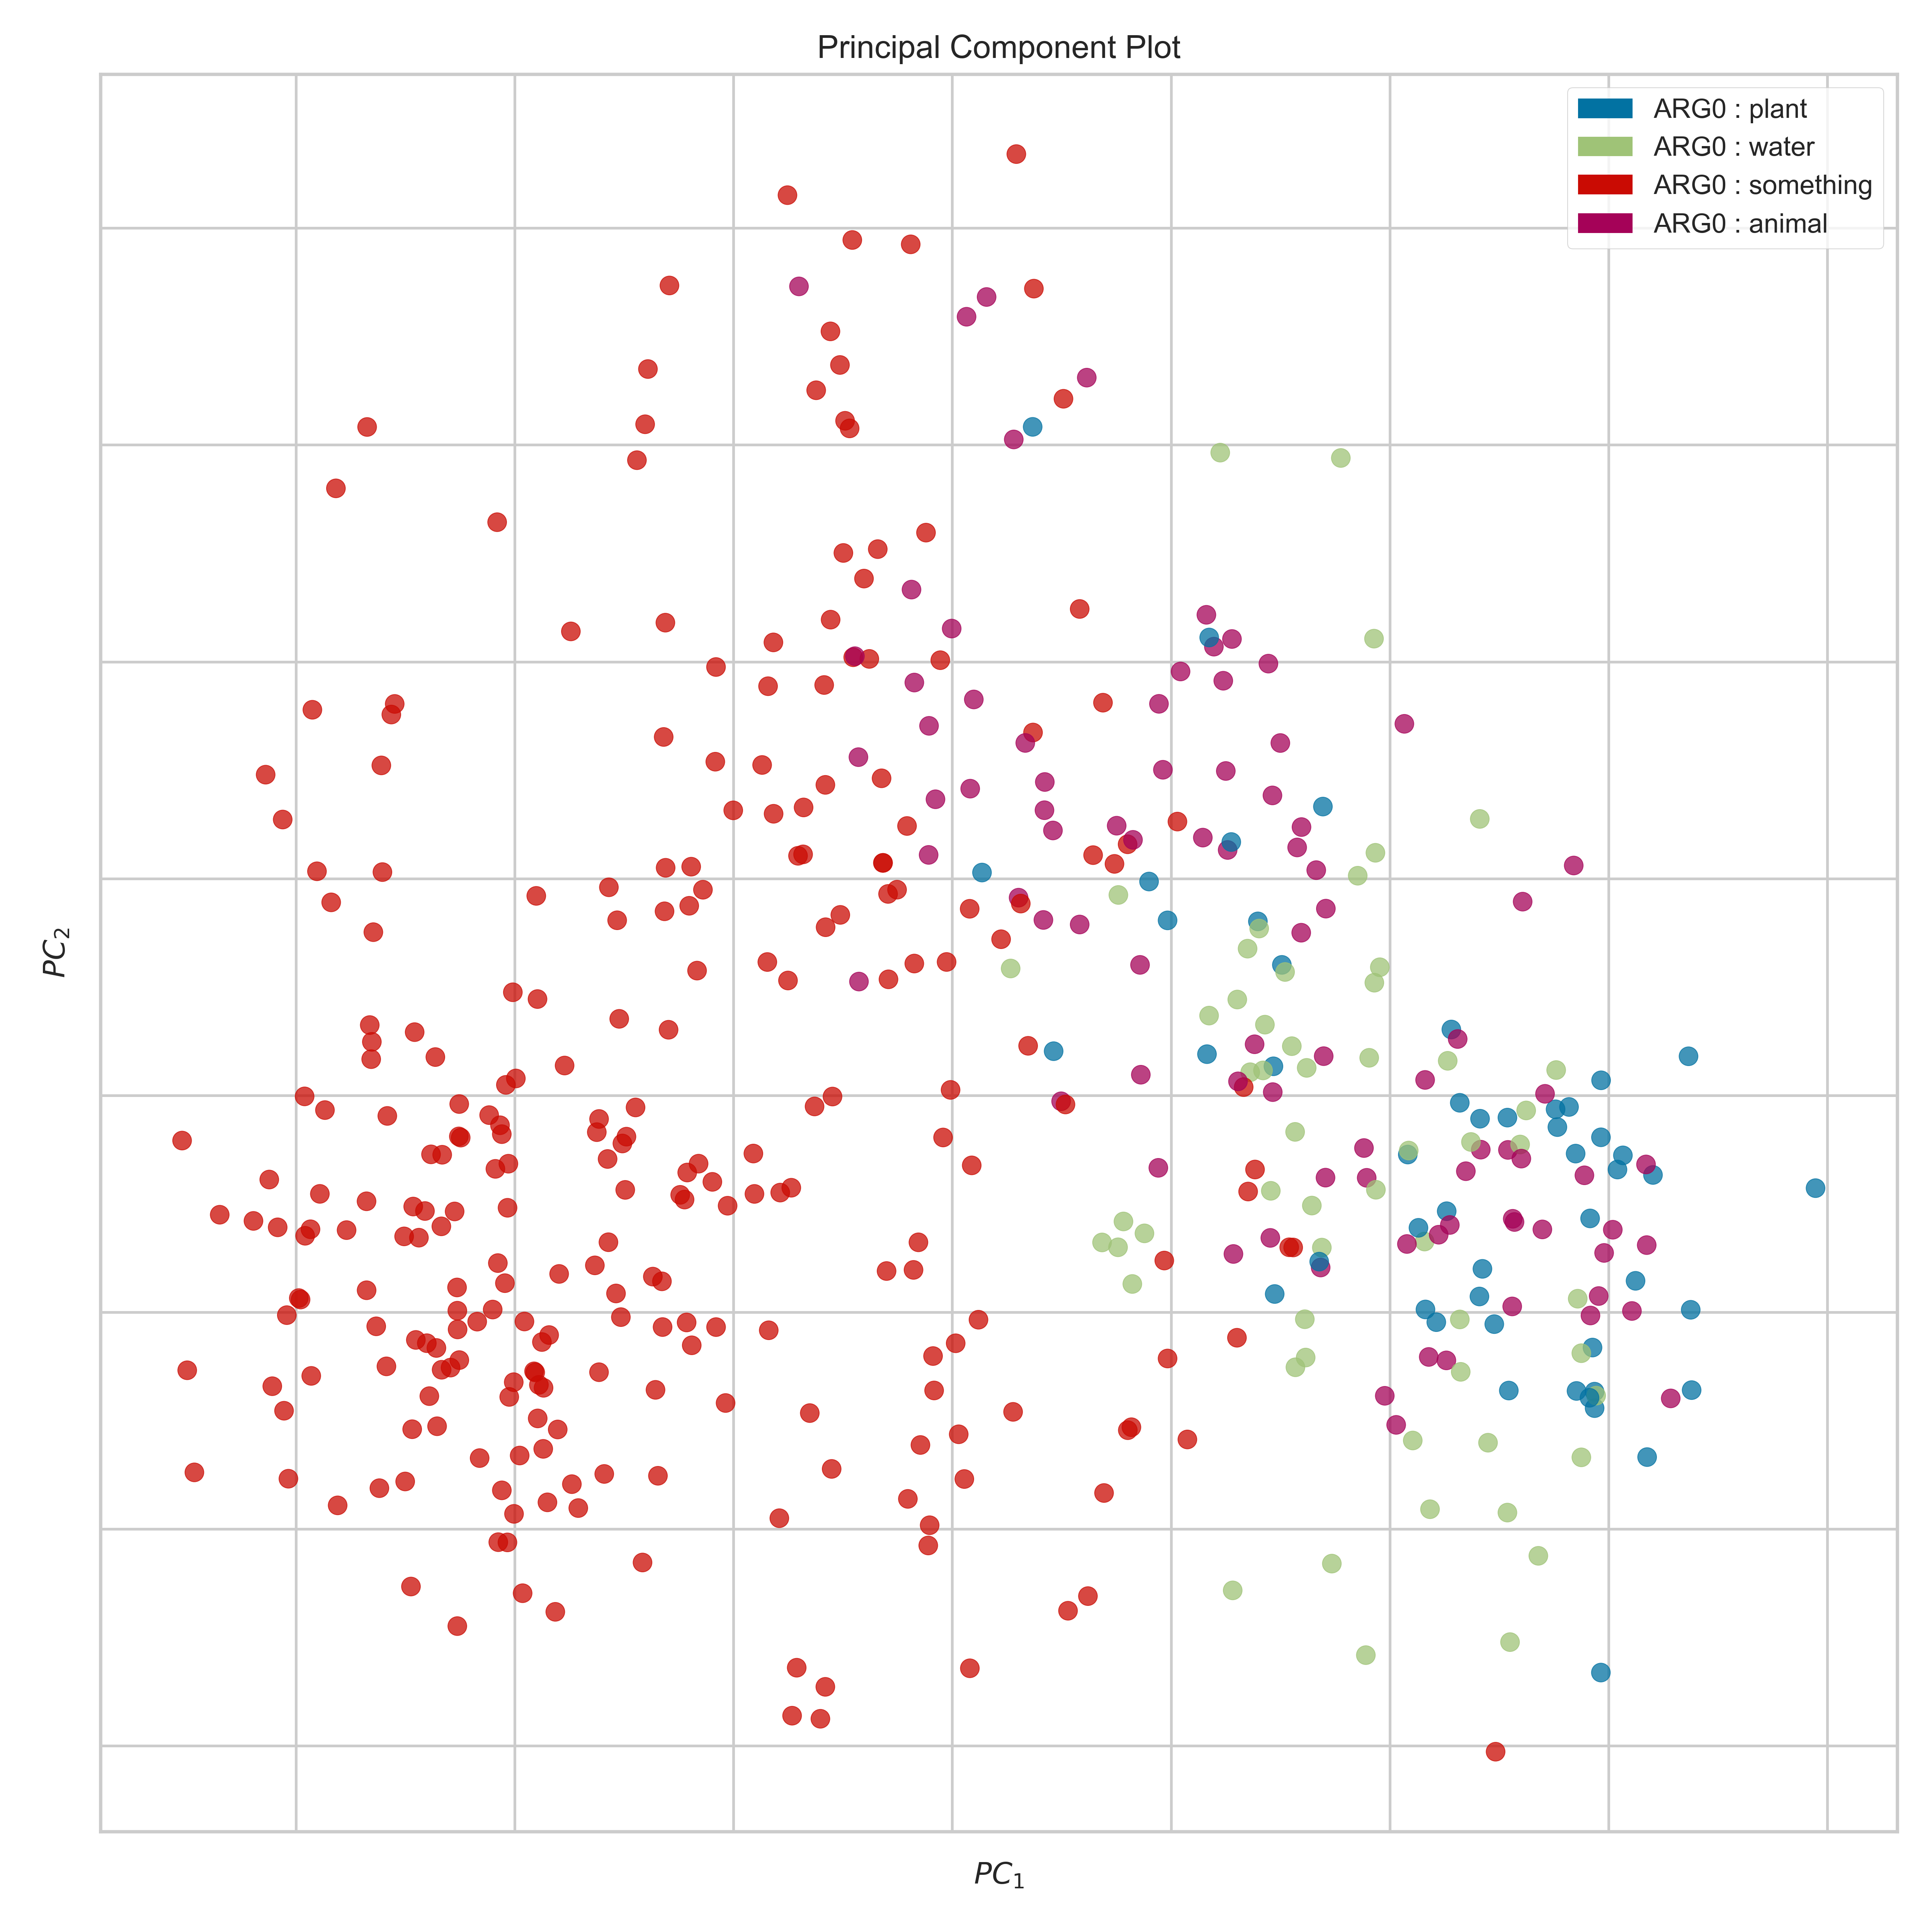 Principal Component Plot
ARG0 : plant
ARG0 : water
ARG0 : something
ARG0 : animal
PC₂
PC₁